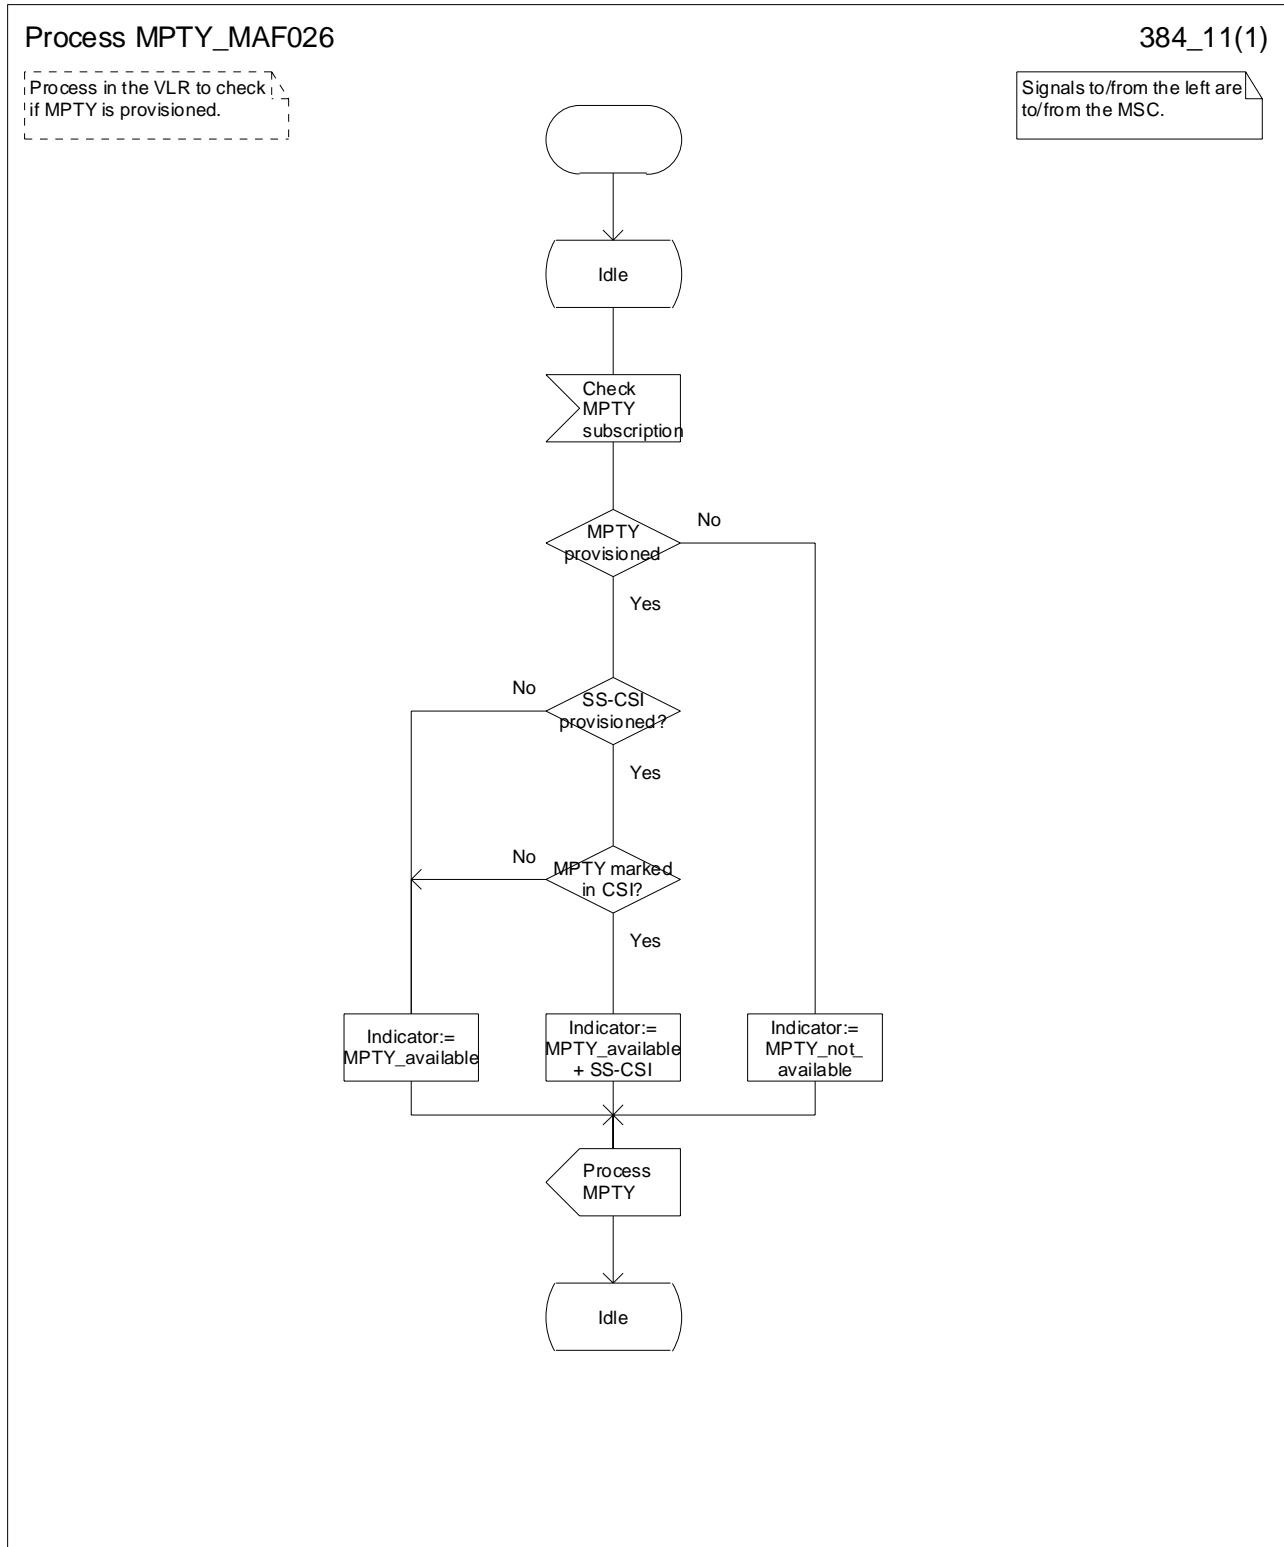 Process MPTY_MAF026
384_11(1)
Process in the VLR to check
if MPTY is provisioned.
Signals to/from the left are
to/from the MSC.
Idle
Check
MPTY
subscription
MPTY
provisioned
No
Yes
No
SS-CSI
provisioned?
Yes
No
MPTY marked
in CSI?
Yes
Indicator:=
MPTY_available
Indicator:=
MPTY_available
+ SS-CSI
Indicator:=
MPTY_not_
available
Process
MPTY
Idle